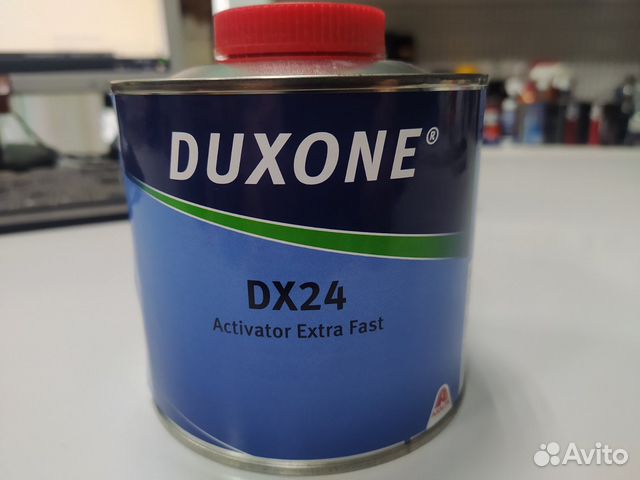 DUXONE®
DX24
Activator Extra Fast
Avito